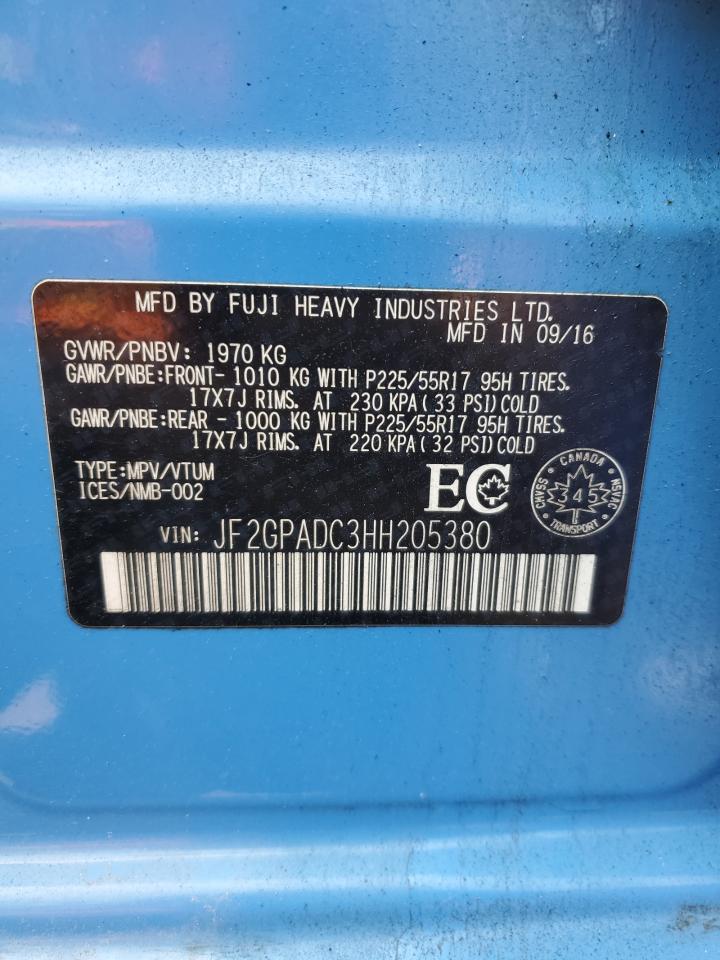 MFD BY FUJI HEAVY INDUSTRIES LTD.
MFD IN 09/16
GVWR/PNBV: 1970 KG
GAWR/PNBE:FRONT- 1010 KG WITH P225/55R17 95H TIRES.
17X7J RIMS. AT 230 KPA(33 PSI)COLD
GAWR/PNBE:REAR - 1000 KG WITH P225/55R17 95H TIRES.
17X7J RIMS. AT 220 KPA(32 PSI)COLD
TYPE:MPV/VTUM
ICES/NMB-002
EC
CANADA
CMVSS
345
NSVAC
TRANSPORT
VIN: JF2GPADC3HH205380